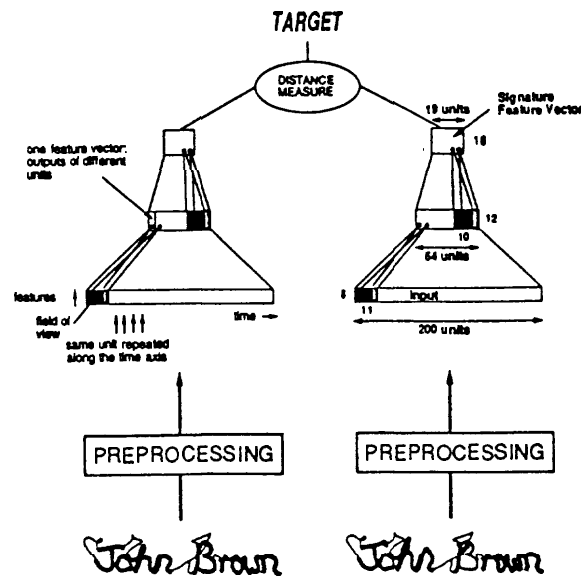 TARGET
DISTANCE
MEASURE
one feature vector:
outputs of different
units
features
field of
view
same unit repeated
along the time axis
time
PREPROCESSING
John Brown
19 units
Signature
Feature Vector
16
12
10
64 units
8
11
input
200 units
PREPROCESSING
John Brown